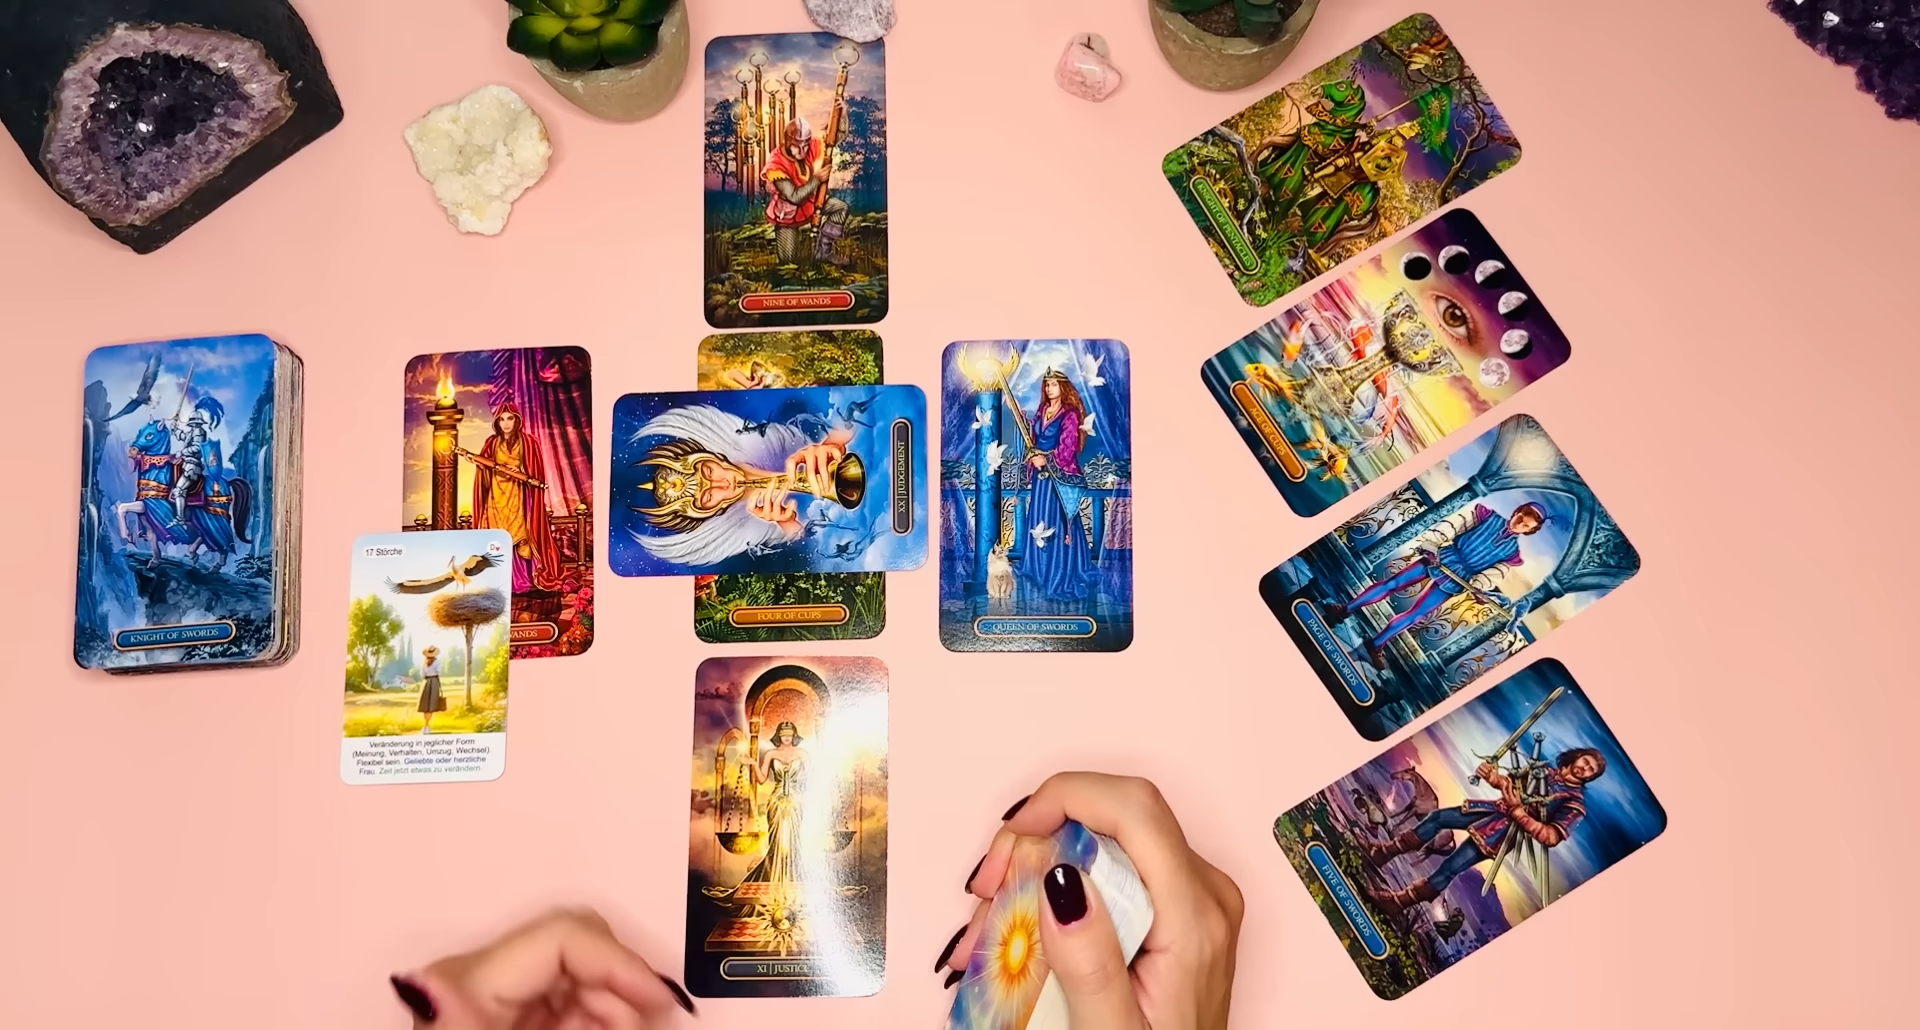 NINE OF WANDS
KNIGHT OF PENTACLES
ACE OF CUPS
XX | JUDGEMENT
FOUR OF CUPS
QUEEN OF SWORDS
KNIGHT OF SWORDS
WANDS
17 Störche
D♥
Veränderung in jeglicher Form
(Meinung, Verhalten, Umzug, Wechsel).
Flexibel sein. Geliebte oder herzliche
Frau. Zeit jetzt etwas zu verändern.
PAGE OF SWORDS
FIVE OF SWORDS
XI | JUSTICE